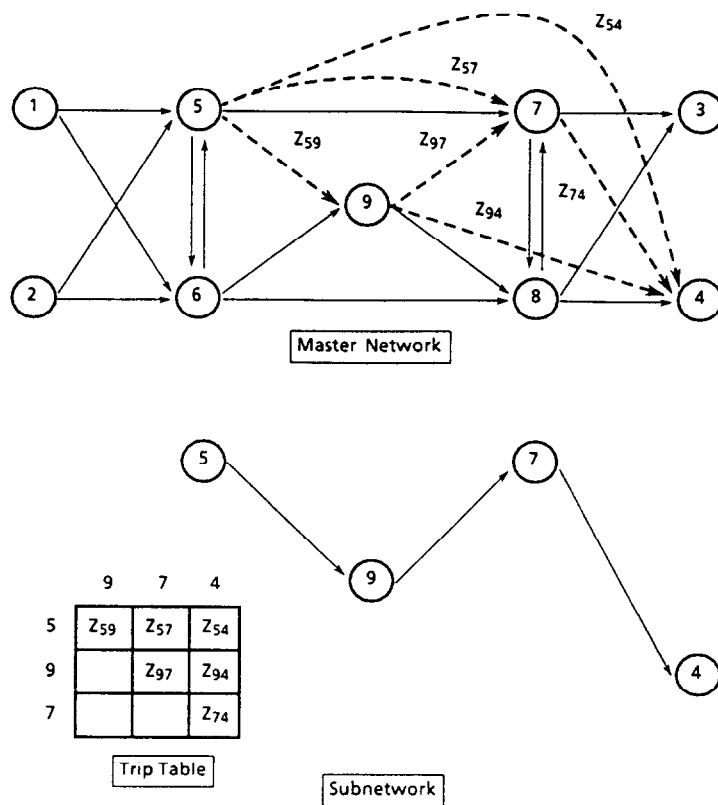 Z54
Z57
1 5 7 3
Z59 Z97
9
Z94 Z74
2 6 8 4
Master Network
5 7
9
4
9 7 4
5 Z59 Z57 Z54
9 Z97 Z94
7 Z74
Trip Table
Subnetwork